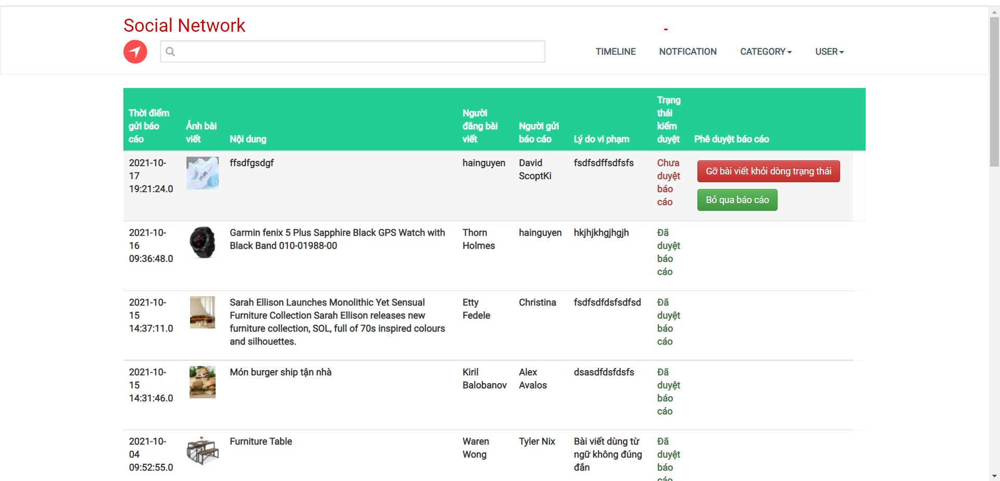 Social Network
-
TIMELINE NOTFICATION CATEGORY USER
Thời điểm
gửi báo
cáo
Ảnh bài
viết
Nội dung
Người
đăng bài
viết
Người gửi
báo cáo
Lý do vi phạm
Trạng
thái
kiểm
duyệt
Phê duyệt báo cáo
2021-10-
17
19:21:24.0
ffsdfgsdgf
hainguyen
David
ScoptKi
fsdfsdffsdfsfs
Chưa
duyệt
báo
cáo
Gỡ bài viết khỏi dòng trạng thái
Bỏ qua báo cáo
2021-10-
16
09:36:48.0
Garmin fenix 5 Plus Sapphire Black GPS Watch with
Black Band 010-01988-00
Thorn
Holmes
hainguyen
hkjhjkhgjhgjh
Đã
duyệt
báo
cáo
2021-10-
15
14:37:11.0
Sarah Ellison Launches Monolithic Yet Sensual
Furniture Collection Sarah Ellison releases new
furniture collection, SOL, full of 70s inspired colours
and silhouettes.
Etty
Fedele
Christina
fsdfsdfdsfsdfsd
Đã
duyệt
báo
cáo
2021-10-
15
14:31:46.0
Món burger ship tận nhà
Kiril
Balobanov
Alex
Avalos
dsasdfdsfdsfs
Đã
duyệt
báo
cáo
2021-10-
04
09:52:55.0
Furniture Table
Waren
Wong
Tyler Nix
Bài viết dùng từ
ngữ không đúng
đắn
Đã
duyệt
báo
cáo